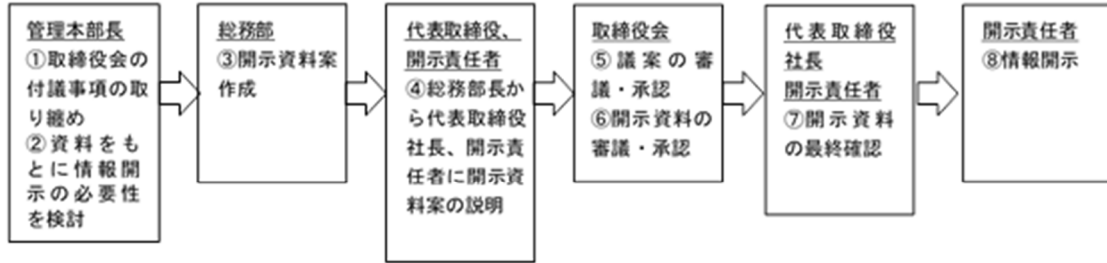 管理本部長
①取締役会の
付議事項の取
り纏め
②資料をも
とに情報開
示の必要性
を検討
総務部
③開示資料案
作成
代表取締役、
開示責任者
④総務部長か
ら代表取締役
社長、開示責
任者に開示資
料案の説明
取締役会
⑤議案の審
議・承認
⑥開示資料の
審議・承認
代表取締役
社長
開示責任者
⑦開示資料
の最終確認
開示責任者
⑧情報開示